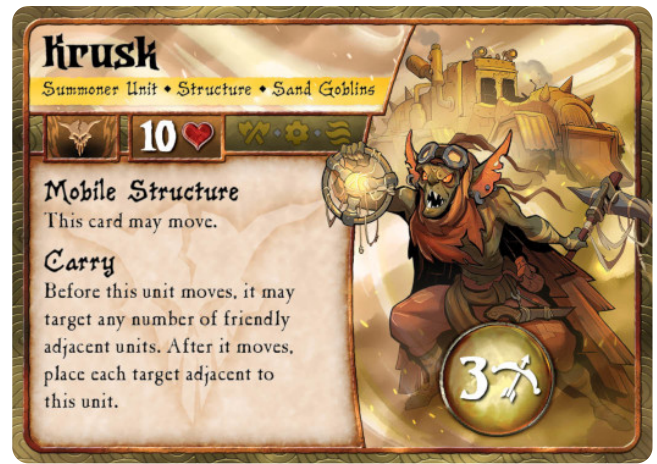 Krusk
Summoner Unit • Structure • Sand Goblins
10
Mobile Structure
This card may move.
Carry
Before this unit moves, it may
target any number of friendly
adjacent units. After it moves,
place each target adjacent to
this unit.
3